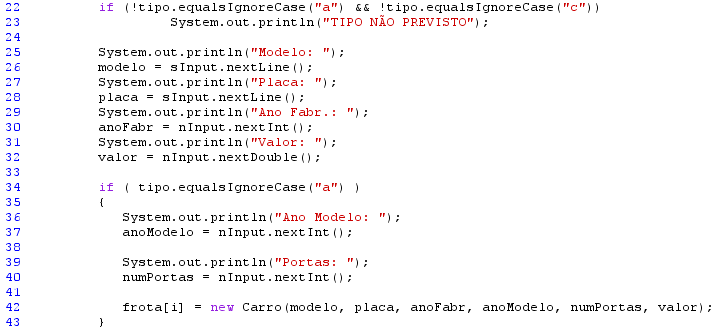 22 if (!tipo.equalsIgnoreCase("a") && !tipo.equalsIgnoreCase("c"))
23 System.out.println("TIPO NÃO PREVISTO");
24
25 System.out.println("Modelo: ");
26 modelo = sInput.nextLine();
27 System.out.println("Placa: ");
28 placa = sInput.nextLine();
29 System.out.println("Ano Fabr.: ");
30 anoFabr = nInput.nextInt();
31 System.out.println("Valor: ");
32 valor = nInput.nextDouble();
33
34 if ( tipo.equalsIgnoreCase("a") )
35 {
36 System.out.println("Ano Modelo: ");
37 anoModelo = nInput.nextInt();
38
39 System.out.println("Portas: ");
40 numPortas = nInput.nextInt();
41
42 frota[i] = new Carro(modelo, placa, anoFabr, anoModelo, numPortas, valor);
43 }